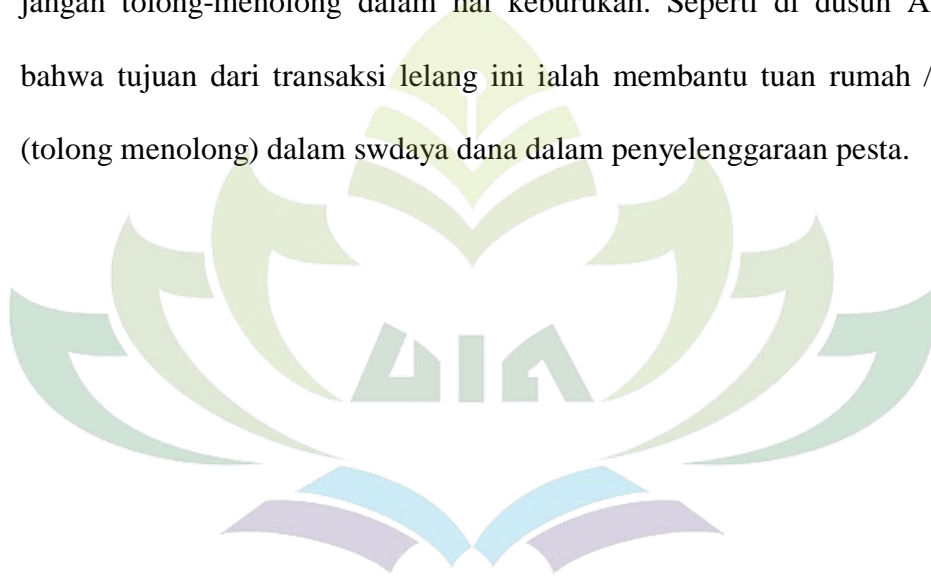 jangan tolong-menolong dalam hal keburukan. Seperti di dusun
bahwa tujuan dari transaksi lelang ini ialah membantu tuan rumah /
(tolong menolong) dalam swdaya dana dalam penyelenggaraan pesta.
UIN